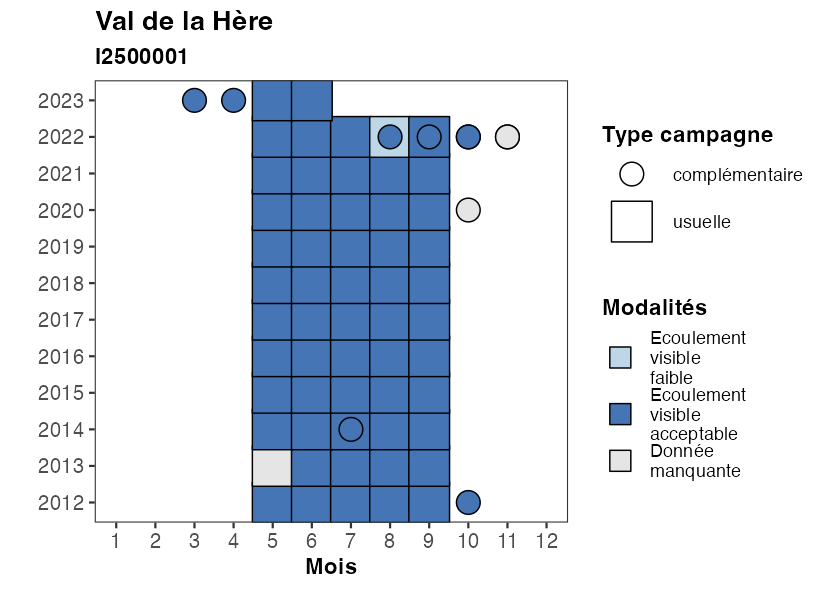 Val de la Hère
I2500001
2023
2022
2021
2020
2019
2018
2017
2016
2015
2014
2013
2012
1 2 3 4 5 6 7 8 9 10 11 12
Mois
Type campagne
complémentaire
usuelle
Modalités
Ecoulement
visible
faible
Ecoulement
visible
acceptable
Donnée
manquante